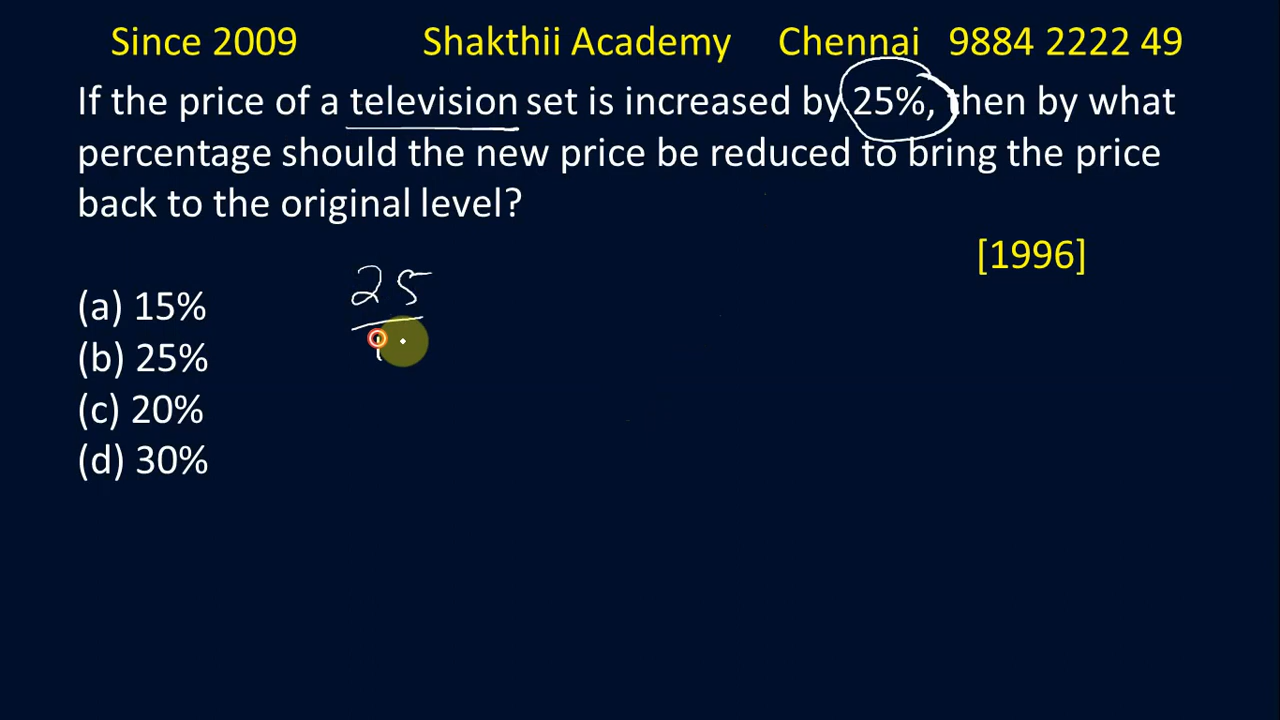 Since 2009 Shakthii Academy Chennai 9884 2222 49
If the price of a television set is increased by 25%, then by what
percentage should the new price be reduced to bring the price
back to the original level?
[1996]
25
(a) 15%
(b) 25%
(c) 20%
(d) 30%